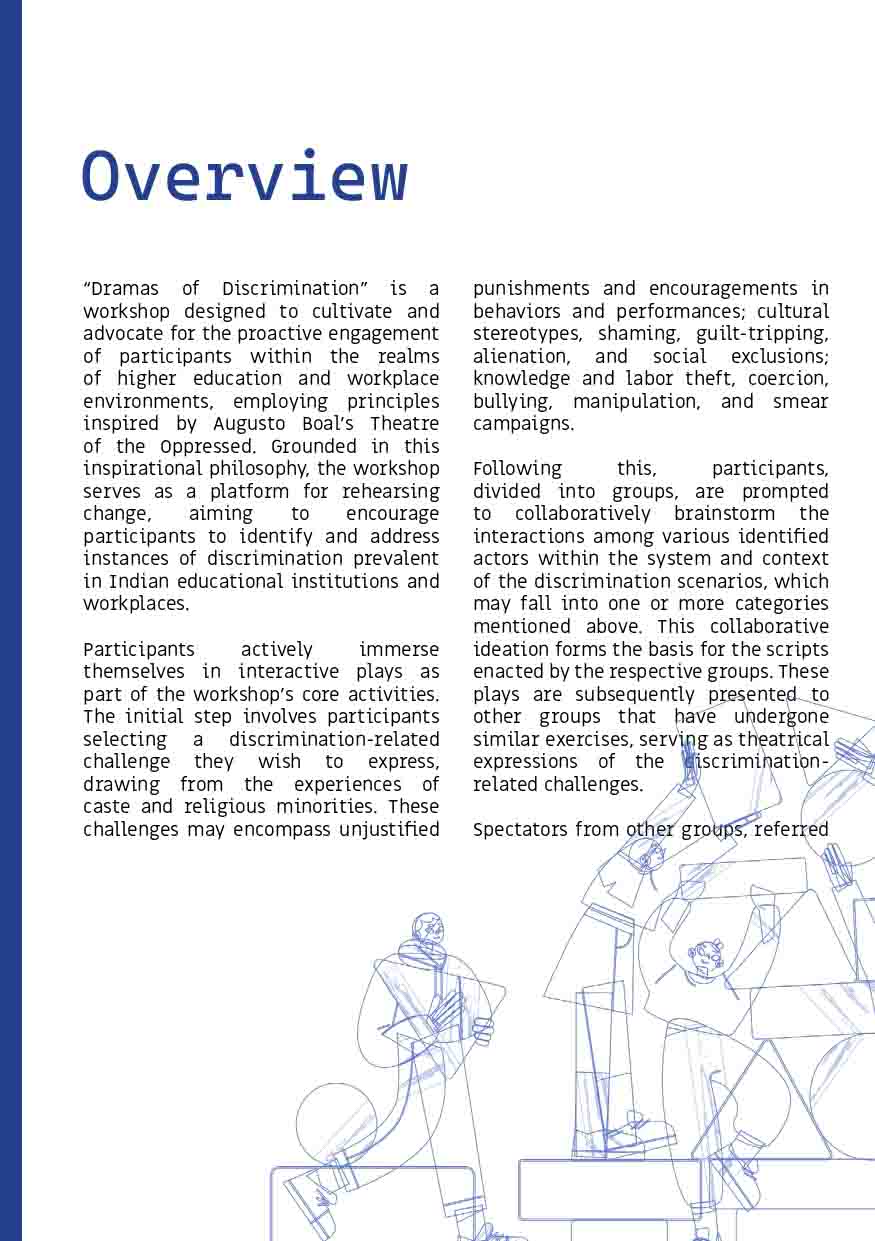 Overview
“Dramas of Discrimination” is a
workshop designed to cultivate and
advocate for the proactive engagement
of participants within the realms
of higher education and workplace
environments, employing principles
inspired by Augusto Boal’s Theatre
of the Oppressed. Grounded in this
inspirational philosophy, the workshop
serves as a platform for rehearsing
change, aiming to encourage
participants to identify and address
instances of discrimination prevalent
in Indian educational institutions and
workplaces.
Participants actively immerse
themselves in interactive plays as
part of the workshop’s core activities.
The initial step involves participants
selecting a discrimination-related
challenge they wish to express,
drawing from the experiences of
caste and religious minorities. These
challenges may encompass unjustified
punishments and encouragements in
behaviors and performances; cultural
stereotypes, shaming, guilt-tripping,
alienation, and social exclusions;
knowledge and labor theft, coercion,
bullying, manipulation, and smear
campaigns.
Following this, participants,
divided into groups, are prompted
to collaboratively brainstorm the
interactions among various identified
actors within the system and context
of the discrimination scenarios, which
may fall into one or more categories
mentioned above. This collaborative
ideation forms the basis for the scripts
enacted by the respective groups. These
plays are subsequently presented to
other groups that have undergone
similar exercises, serving as theatrical
expressions of the discrimination-
related challenges.
Spectators from other groups, referred